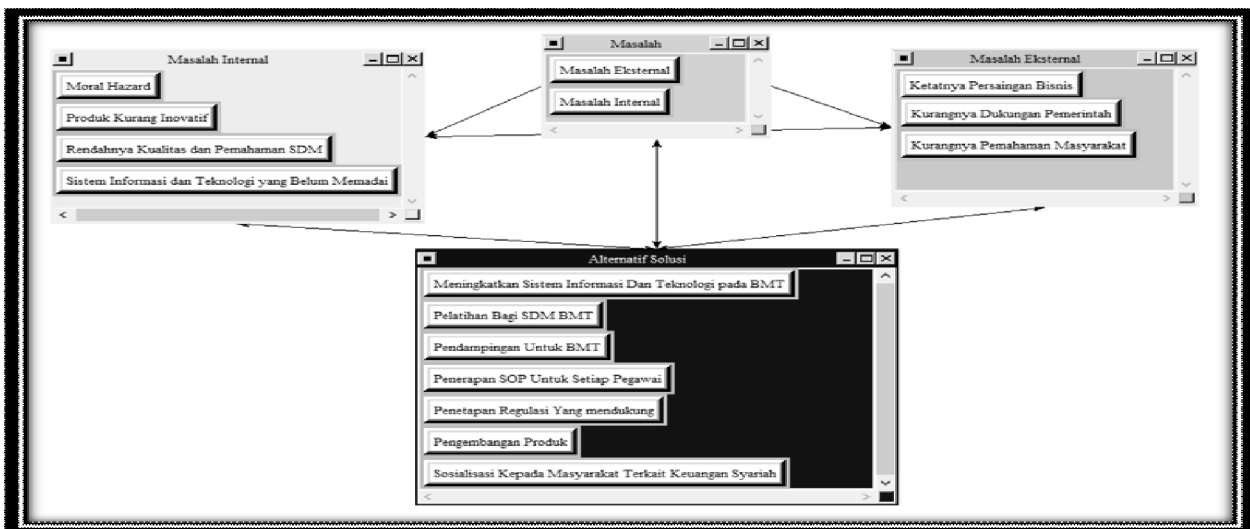 Masalah
Masalah Eksternal
Masalah Internal
Masalah Internal
Moral Hazard
Produk Kurang Inovatif
Rendahnya Kualitas dan Pemahaman SDM
Sistem Informasi dan Teknologi yang Belum Memadai
Masalah Eksternal
Ketatnya Persaingan Bisnis
Kurangnya Dukungan Pemerintah
Kurangnya Pemahaman Masyarakat
Alternatif Solusi
Meningkatkan Sistem Informasi Dan Teknologi pada BMT
Pelatihan Bagi SDM BMT
Pendampingan Untuk BMT
Penerapan SOP Untuk Setiap Pegawai
Penetapan Regulasi Yang mendukung
Pengembangan Produk
Sosialisasi Kepada Masyarakat Terkait Keuangan Syariah